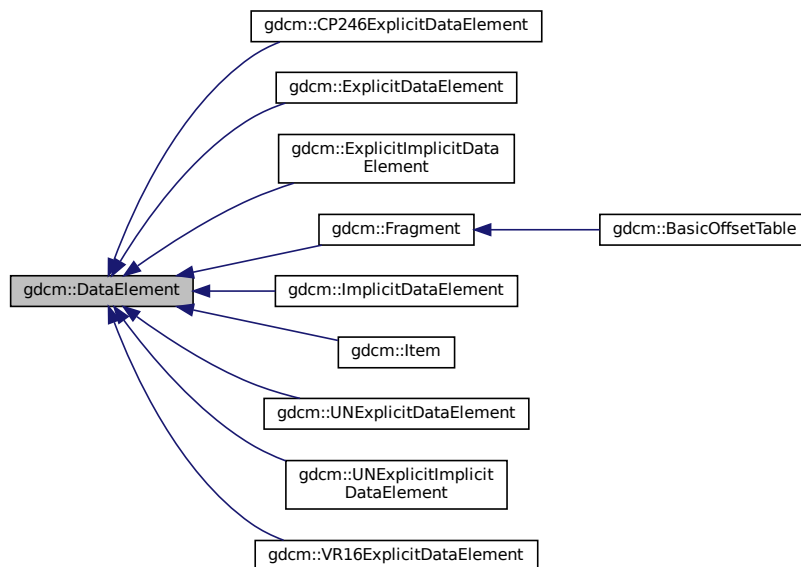 gdcm::CP246ExplicitDataElement
gdcm::ExplicitDataElement
gdcm::ExplicitImplicitData
Element
gdcm::Fragment
gdcm::BasicOffsetTable
gdcm::DataElement
gdcm::ImplicitDataElement
gdcm::Item
gdcm::UNExplicitDataElement
gdcm::UNExplicitImplicit
DataElement
gdcm::VR16ExplicitDataElement